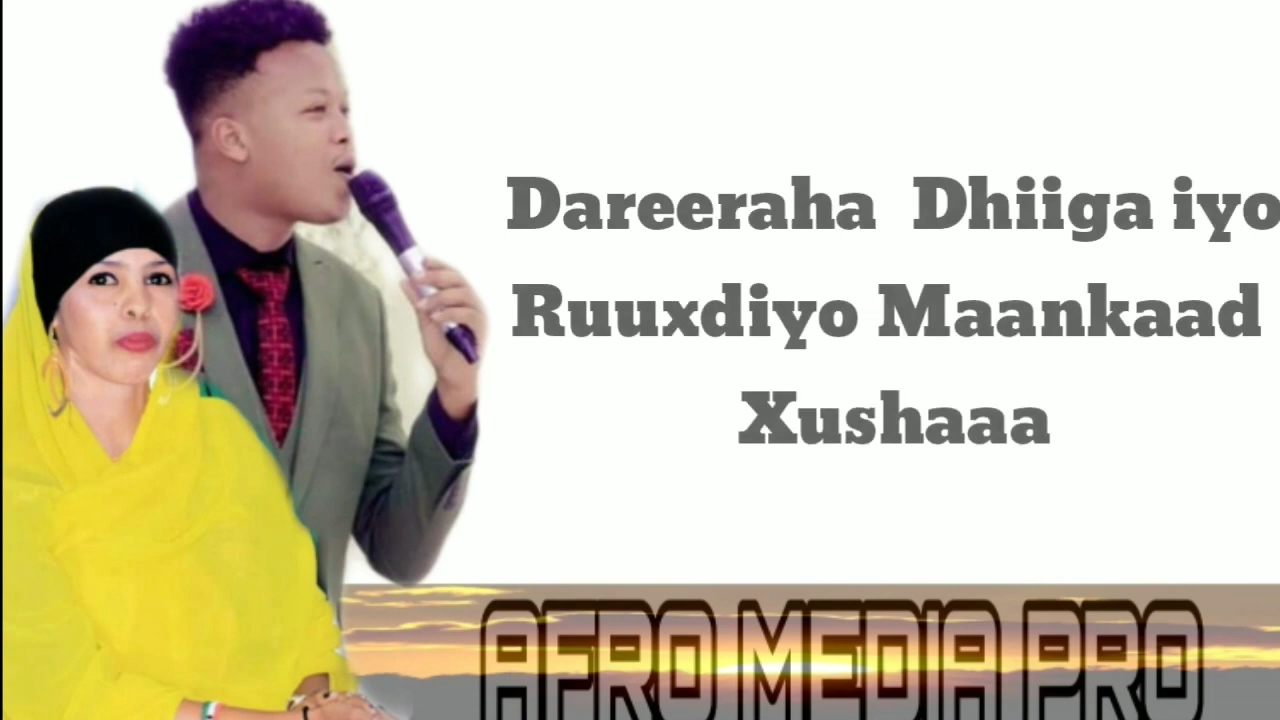 Dareeraha Dhiiga iyo
Ruuxdiyo Maankaad
Xushaaa
AFRO MEDIA PRO